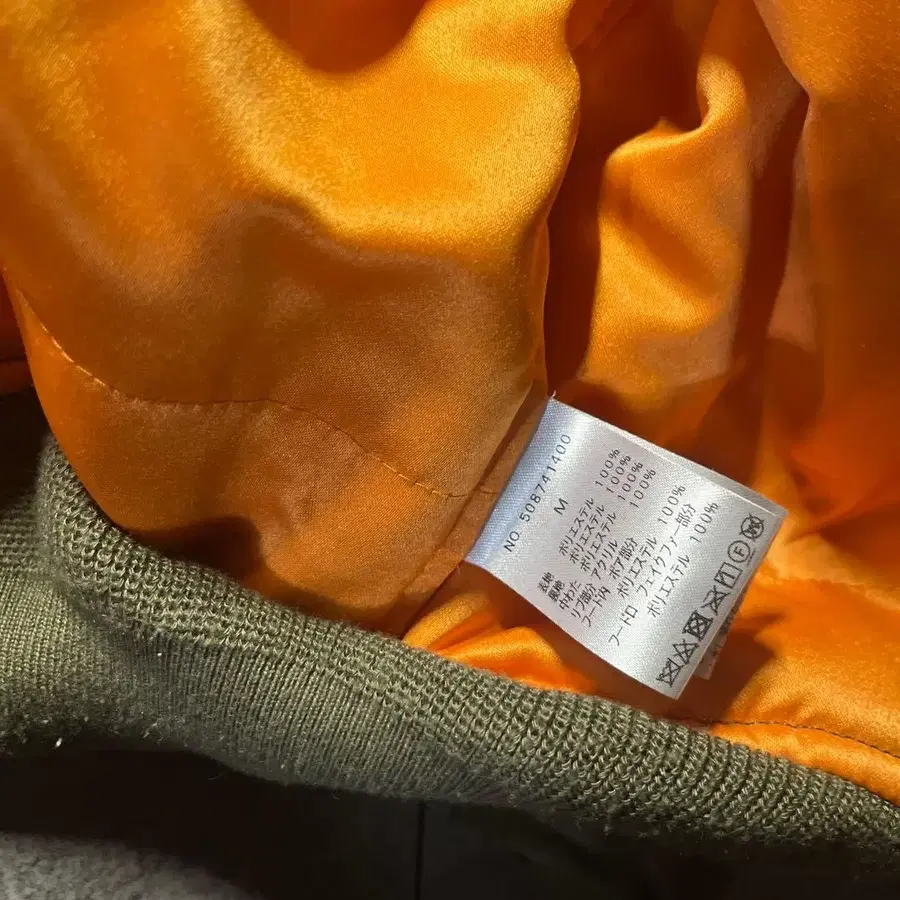 NO. 508741400
M
表地 ポリエステル 100%
裏地 ポリエステル 100%
中わた ポリエステル 100%
リブ部分 アクリル 100%
フード内 ボア部分
ポリエステル 100%
フード口 フェイクファー部分
ポリエステル 100%
F